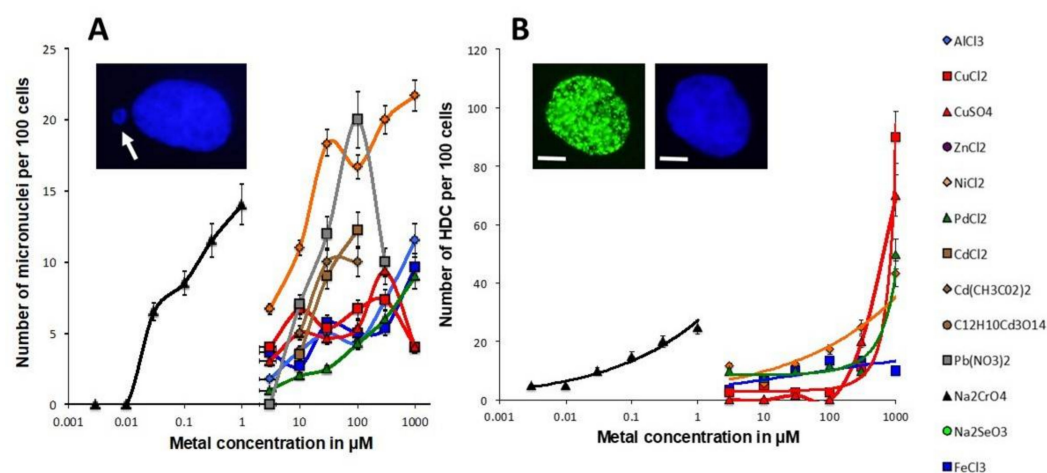 A
Number of micronuclei per 100 cells
25
20
15
10
5
0
0.001 0.01 0.1 1 10 100 1000
Metal concentration in µM
B
Number of HDC per 100 cells
120
100
80
60
40
20
0
0.001 0.01 0.1 1 10 100 1000
Metal concentration in µM
AlCl3
CuCl2
CuSO4
ZnCl2
NiCl2
PdCl2
CdCl2
Cd(CH3C02)2
C12H10Cd3O14
Pb(NO3)2
Na2CrO4
Na2SeO3
FeCl3